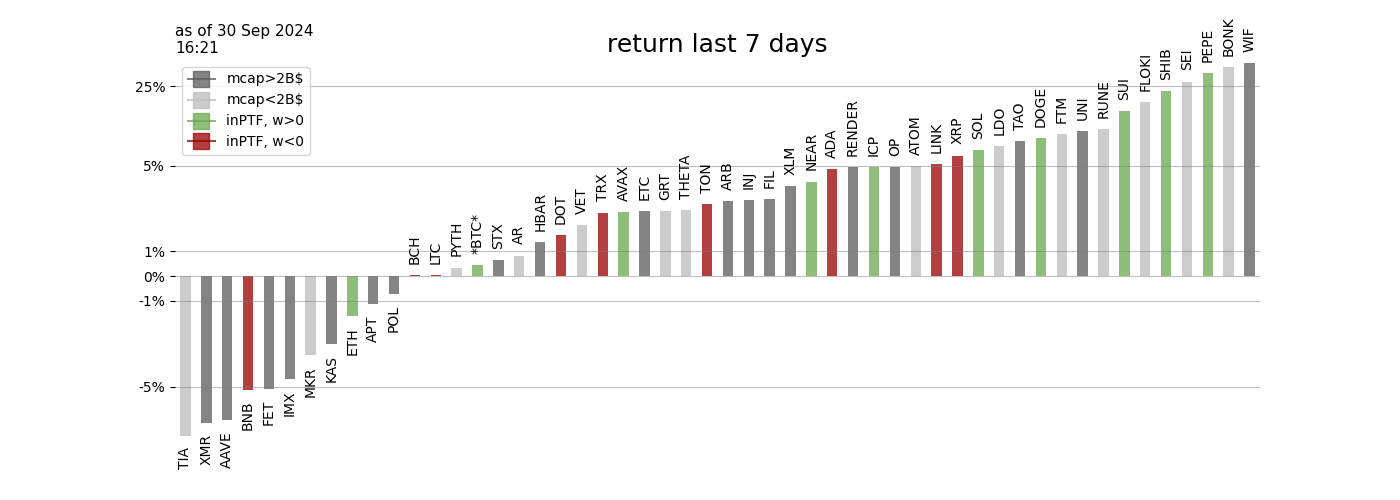 as of 30 Sep 2024
16:21
return last 7 days
mcap>2B$
mcap<2B$
inPTF, w>0
inPTF, w<0
25%
5%
1%
0%
-1%
-5%
TIA
XMR
AAVE
BNB
FET
IMX
MKR
KAS
ETH
APT
POL
BCH
LTC
PYTH
*BTC*
STX
AR
HBAR
DOT
VET
TRX
AVAX
ETC
GRT
THETA
TON
ARB
INJ
FIL
XLM
NEAR
ADA
RENDER
ICP
OP
ATOM
LINK
XRP
SOL
LDO
TAO
DOGE
FTM
UNI
RUNE
SUI
FLOKI
SHIB
SEI
PEPE
BONK
WIF